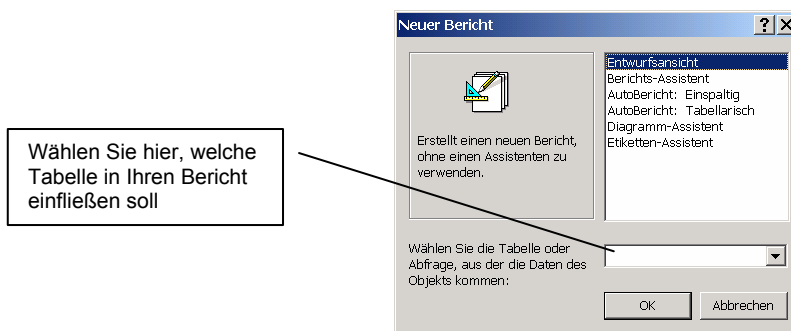 Neuer Bericht
Wählen Sie hier, welche
Tabelle in Ihren Bericht
einfließen soll
Erstellt einen neuen Bericht,
ohne einen Assistenten zu
verwenden.
Entwurfsansicht
Berichts-Assistent
AutoBericht: Einspaltig
AutoBericht: Tabellarisch
Diagramm-Assistent
Etiketten-Assistent
Wählen Sie die Tabelle oder
Abfrage, aus der die Daten des
Objekts kommen:
OK
Abbrechen